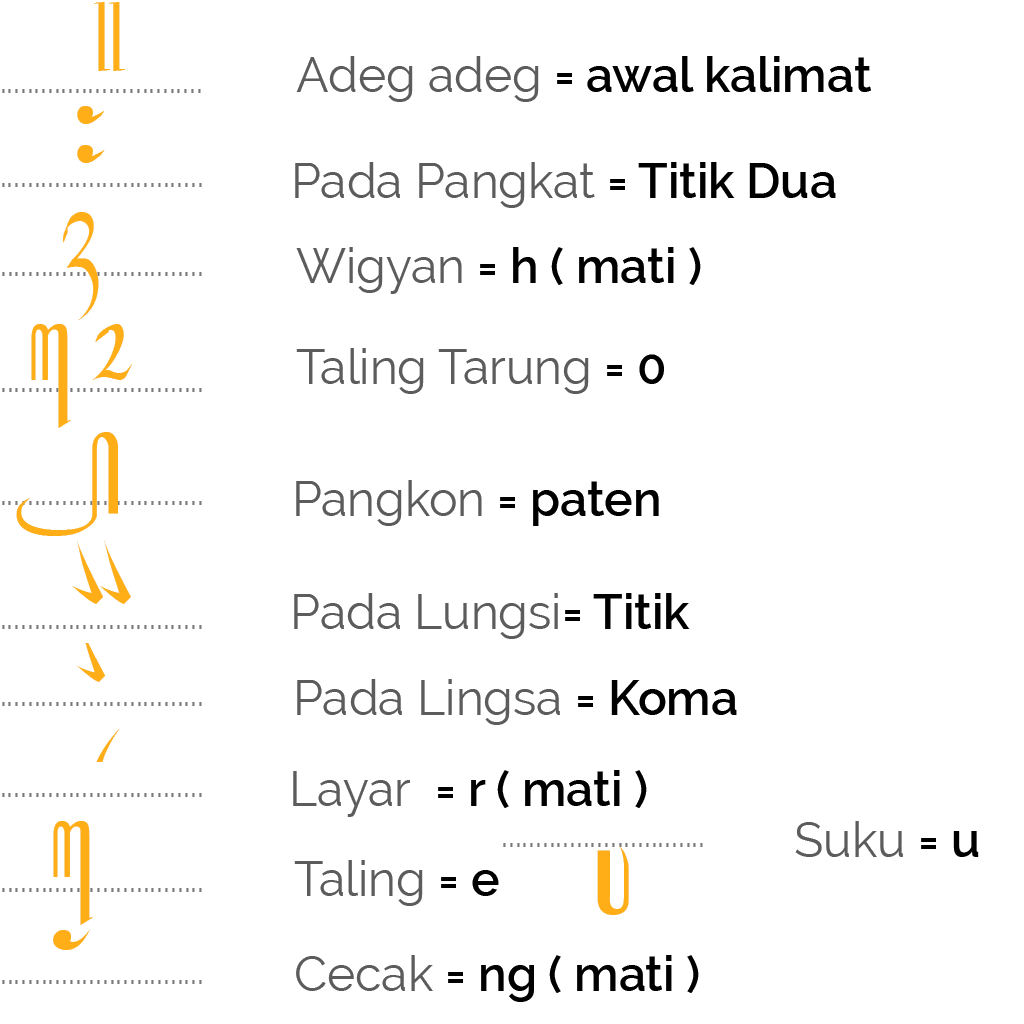 ꧋ Adeg adeg = awal kalimat
꧇ Pada Pangkat = Titik Dua
ꦃ Wigyan = h ( mati )
ꦺꦴ Taling Tarung = o
꧀ Pangkon = paten
꧉ Pada Lungsi= Titik
꧈ Pada Lingsa = Koma
ꦂ Layar = r ( mati )
ꦺ Taling = e
ꦸ Suku = u
ꦁ Cecak = ng ( mati )